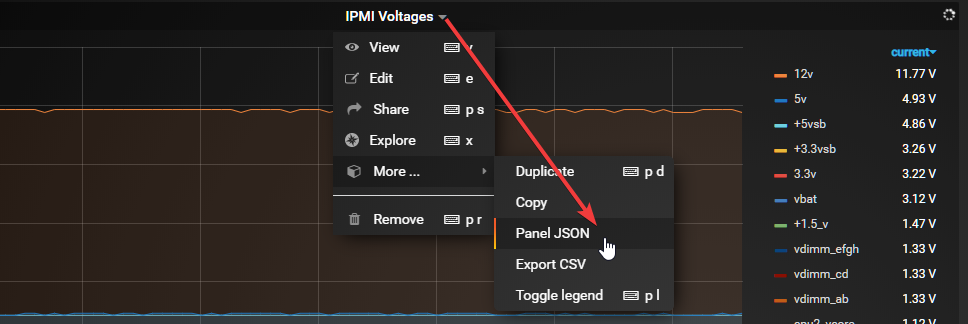 IPMI Voltages
View v
Edit e
Share p s
Explore x
More ...
Remove p r
Duplicate p d
Copy
Panel JSON
Export CSV
Toggle legend p l
current
12v 11.77 V
5v 4.93 V
+5vsb 4.86 V
+3.3vsb 3.26 V
3.3v 3.22 V
vbat 3.12 V
+1.5_v 1.47 V
vdimm_efgh 1.33 V
vdimm_cd 1.33 V
vdimm_ab 1.33 V
1.12 V